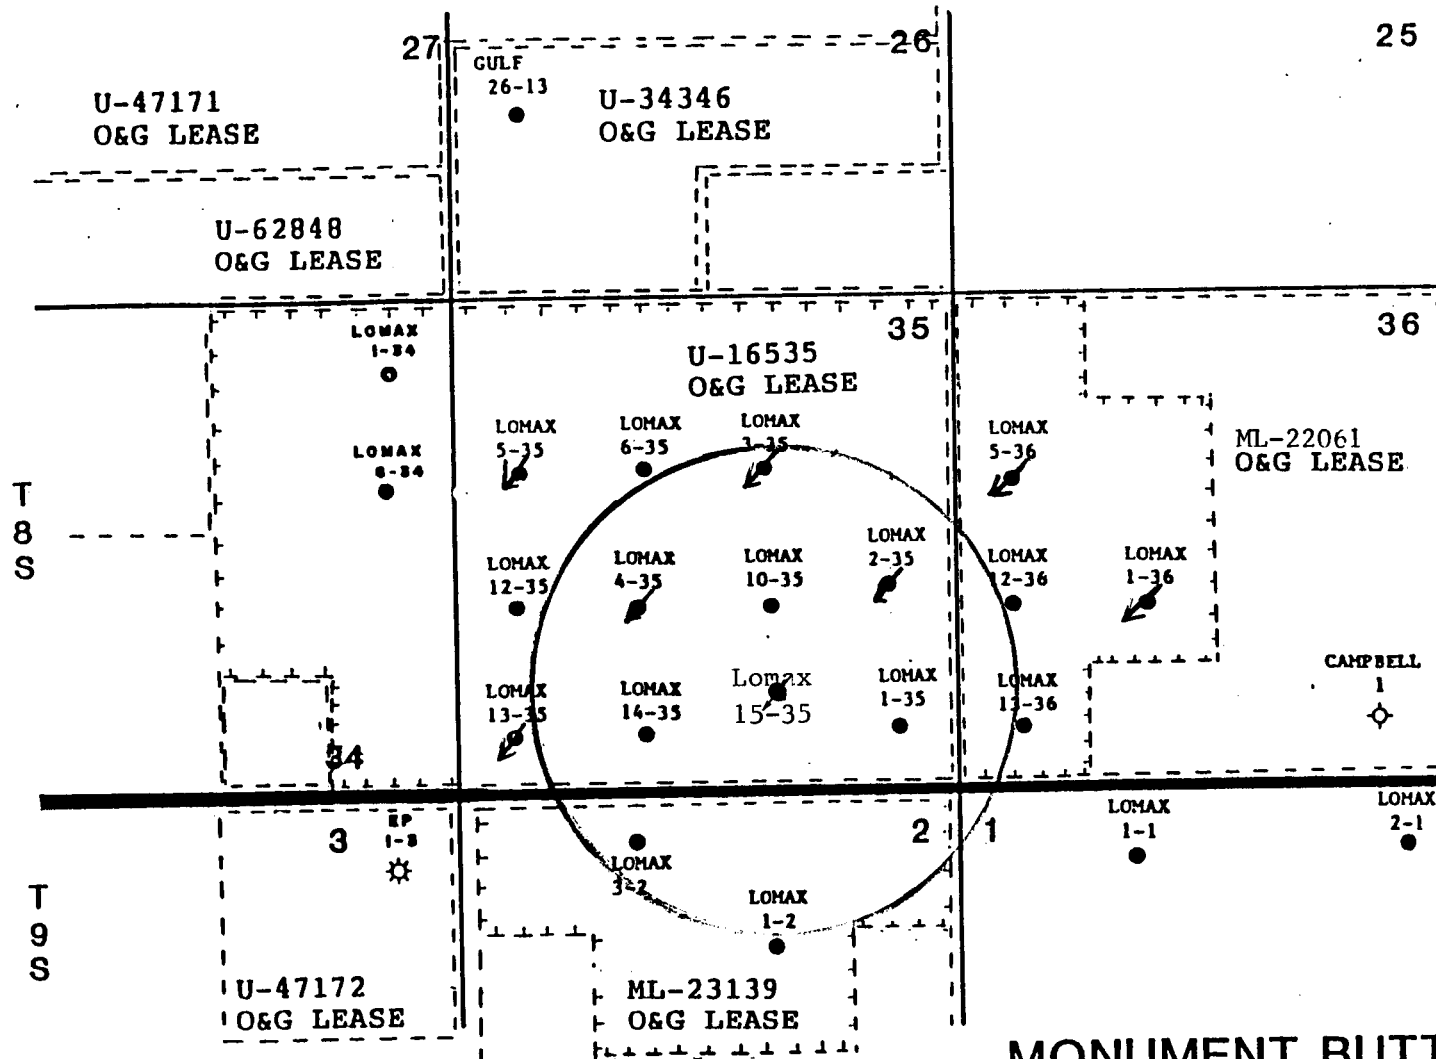 27
26
25
GULF
26-13
U-47171
O&G LEASE
U-34346
O&G LEASE
U-62848
O&G LEASE
35
36
LOMAX
1-34
U-16535
O&G LEASE
LOMAX
5-35
LOMAX
6-35
LOMAX
3-35
LOMAX
5-36
ML-22061
O&G LEASE
LOMAX
8-34
T
8
S
LOMAX
12-35
LOMAX
4-35
LOMAX
10-35
LOMAX
2-35
LOMAX
12-36
LOMAX
1-36
LOMAX
13-35
LOMAX
14-35
Lomax
15-35
LOMAX
1-35
LOMAX
13-36
CAMPBELL
1
34
3
EP
1-3
2
1
LOMAX
1-1
LOMAX
2-1
LOMAX
3-2
LOMAX
1-2
T
9
S
U-47172
O&G LEASE
ML-23139
O&G LEASE
MONUMENT BUTT